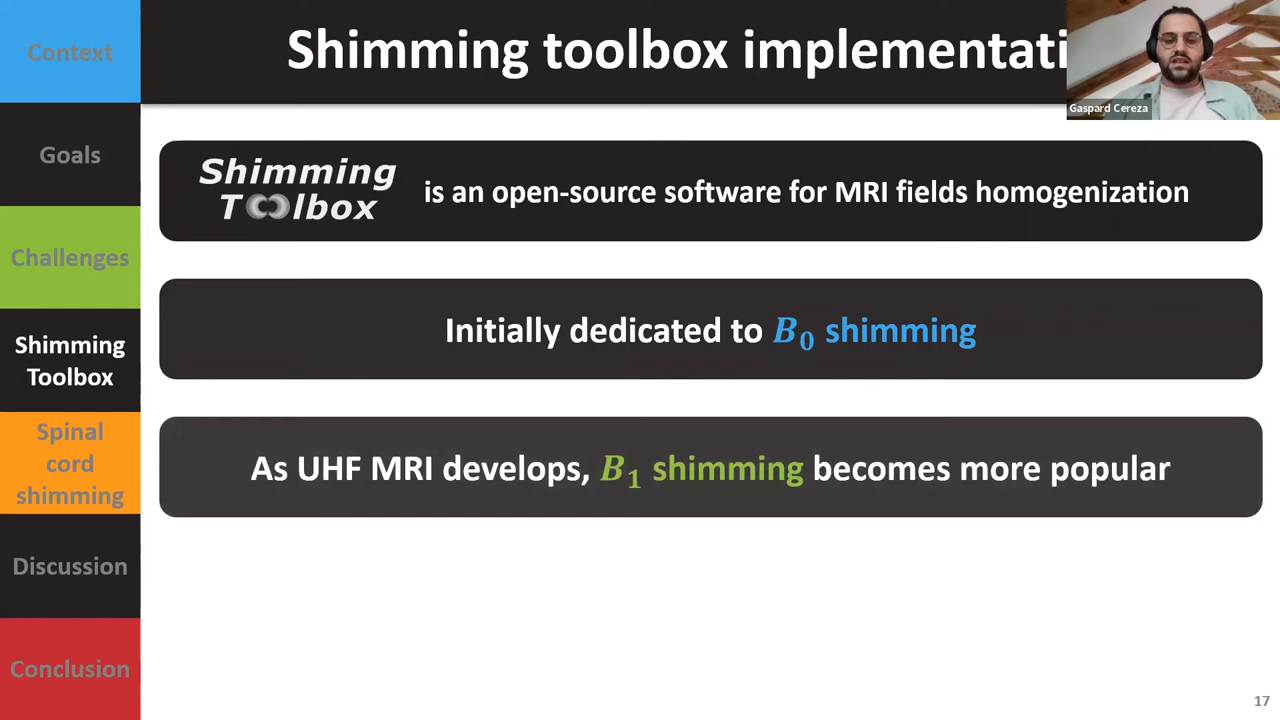 Context
Goals
Challenges
Shimming
Toolbox
Spinal
cord
shimming
Discussion
Conclusion
Shimming toolbox implementati
Gaspard Cereza
Shimming
Toolbox
is an open-source software for MRI fields homogenization
Initially dedicated to B₀ shimming
As UHF MRI develops, B₁ shimming becomes more popular
17